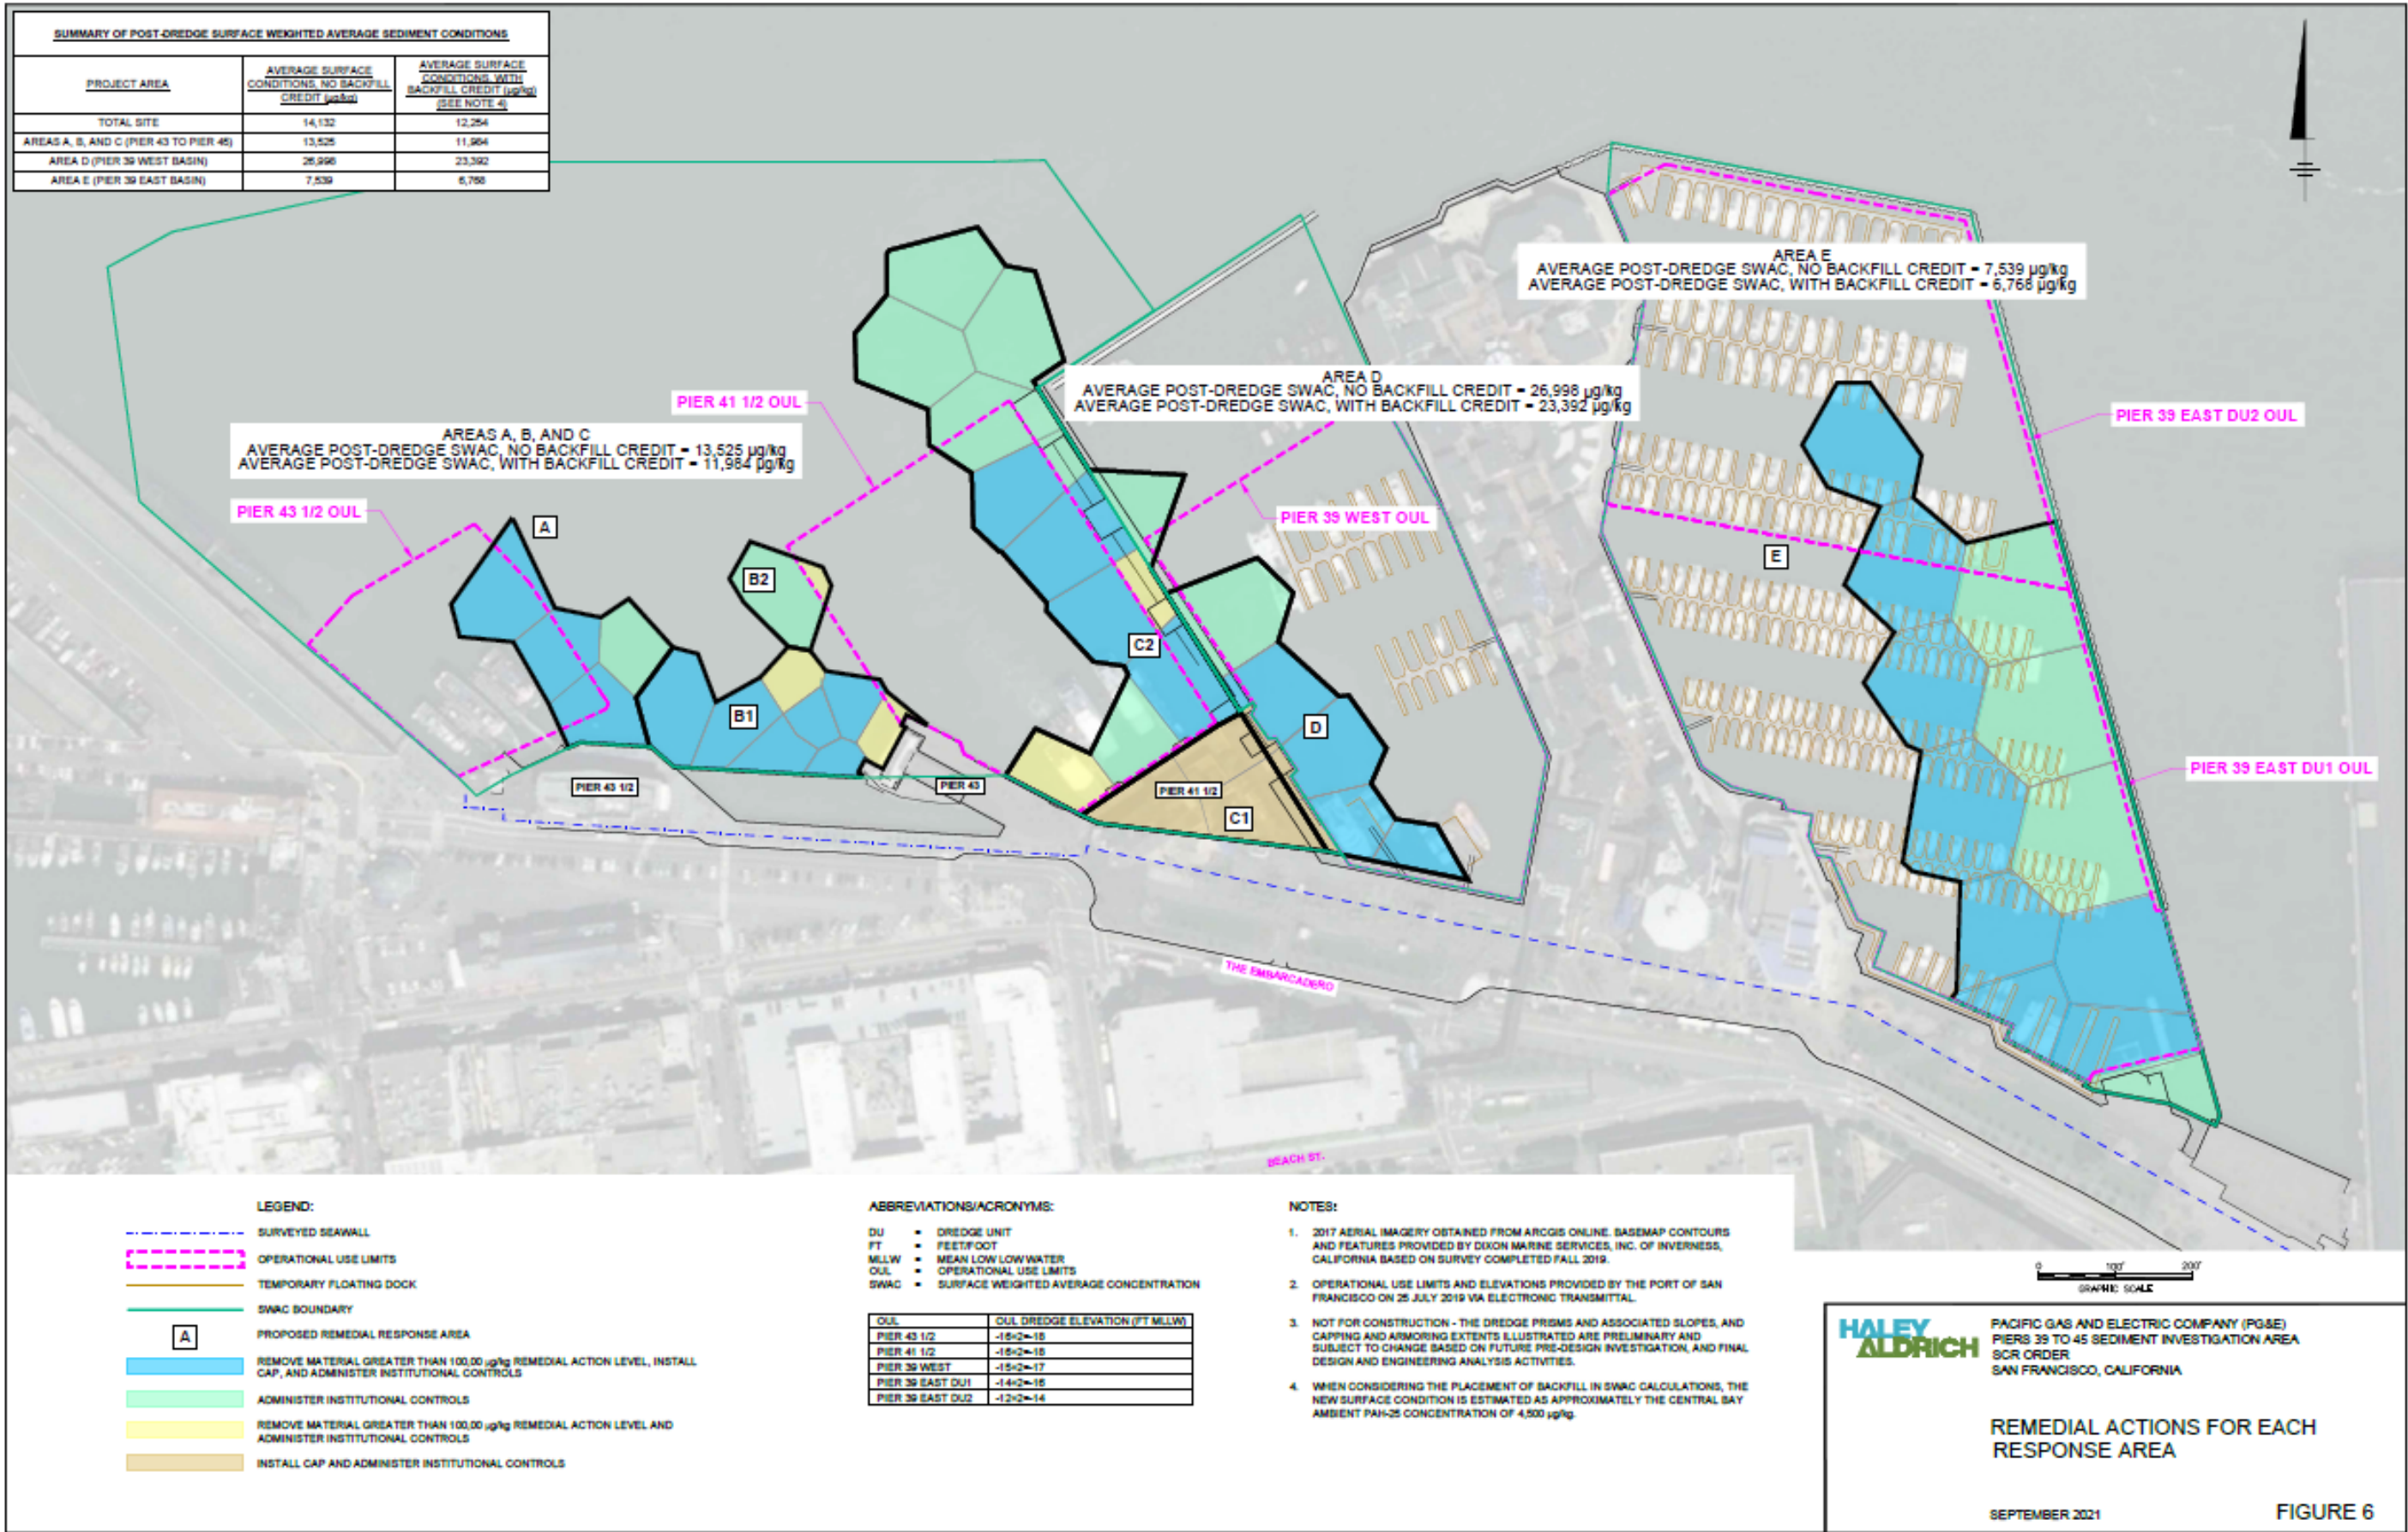 SUMMARY OF POST-DREDGE SURFACE WEIGHTED AVERAGE SEDIMENT CONDITIONS
PROJECT AREA
AVERAGE SURFACE
CONDITIONS, NO BACKFILL
CREDIT (µg/kg)
AVERAGE SURFACE
CONDITIONS, WITH
BACKFILL CREDIT (µg/kg)
(SEE NOTE 4)
TOTAL SITE 14,132 12,254
AREAS A, B, AND C (PIER 43 TO PIER 45) 13,525 11,984
AREA D (PIER 39 WEST BASIN) 26,998 23,392
AREA E (PIER 39 EAST BASIN) 7,539 6,768
AREA E
AVERAGE POST-DREDGE SWAC, NO BACKFILL CREDIT = 7,539 µg/kg
AVERAGE POST-DREDGE SWAC, WITH BACKFILL CREDIT = 6,768 µg/kg
AREA D
AVERAGE POST-DREDGE SWAC, NO BACKFILL CREDIT = 26,998 µg/kg
AVERAGE POST-DREDGE SWAC, WITH BACKFILL CREDIT = 23,392 µg/kg
PIER 41 1/2 OUL
PIER 39 EAST DU2 OUL
AREAS A, B, AND C
AVERAGE POST-DREDGE SWAC, NO BACKFILL CREDIT = 13,525 µg/kg
AVERAGE POST-DREDGE SWAC, WITH BACKFILL CREDIT = 11,984 µg/kg
PIER 43 1/2 OUL
A
PIER 39 WEST OUL
E
B2
C2
B1
D
PIER 39 EAST DU1 OUL
PIER 43 1/2
PIER 43
PIER 41 1/2
C1
THE EMBARCADERO
BEACH ST.
LEGEND:
SURVEYED SEAWALL
OPERATIONAL USE LIMITS
TEMPORARY FLOATING DOCK
SWAC BOUNDARY
A
PROPOSED REMEDIAL RESPONSE AREA
REMOVE MATERIAL GREATER THAN 100,00 µg/kg REMEDIAL ACTION LEVEL, INSTALL
CAP, AND ADMINISTER INSTITUTIONAL CONTROLS
ADMINISTER INSTITUTIONAL CONTROLS
REMOVE MATERIAL GREATER THAN 100,00 µg/kg REMEDIAL ACTION LEVEL AND
ADMINISTER INSTITUTIONAL CONTROLS
INSTALL CAP AND ADMINISTER INSTITUTIONAL CONTROLS
ABBREVIATIONS/ACRONYMS:
DU = DREDGE UNIT
FT = FEET/FOOT
MLLW = MEAN LOW LOW WATER
OUL = OPERATIONAL USE LIMITS
SWAC = SURFACE WEIGHTED AVERAGE CONCENTRATION
OUL OUL DREDGE ELEVATION (FT MLLW)
PIER 43 1/2 -16+2=-18
PIER 41 1/2 -16+2=-18
PIER 39 WEST -15+2=-17
PIER 39 EAST DU1 -14+2=-16
PIER 39 EAST DU2 -12+2=-14
NOTES:
1. 2017 AERIAL IMAGERY OBTAINED FROM ARCGIS ONLINE. BASEMAP CONTOURS
AND FEATURES PROVIDED BY DIXON MARINE SERVICES, INC. OF INVERNESS,
CALIFORNIA BASED ON SURVEY COMPLETED FALL 2019.
2. OPERATIONAL USE LIMITS AND ELEVATIONS PROVIDED BY THE PORT OF SAN
FRANCISCO ON 25 JULY 2019 VIA ELECTRONIC TRANSMITTAL.
3. NOT FOR CONSTRUCTION - THE DREDGE PRISMS AND ASSOCIATED SLOPES, AND
CAPPING AND ARMORING EXTENTS ILLUSTRATED ARE PRELIMINARY AND
SUBJECT TO CHANGE BASED ON FUTURE PRE-DESIGN INVESTIGATION, AND FINAL
DESIGN AND ENGINEERING ANALYSIS ACTIVITIES.
4. WHEN CONSIDERING THE PLACEMENT OF BACKFILL IN SWAC CALCULATIONS, THE
NEW SURFACE CONDITION IS ESTIMATED AS APPROXIMATELY THE CENTRAL BAY
AMBIENT PAH-25 CONCENTRATION OF 4,500 µg/kg.
0 100' 200'
GRAPHIC SCALE
HALEY
ALDRICH
PACIFIC GAS AND ELECTRIC COMPANY (PG&E)
PIERS 39 TO 45 SEDIMENT INVESTIGATION AREA
SCR ORDER
SAN FRANCISCO, CALIFORNIA
REMEDIAL ACTIONS FOR EACH
RESPONSE AREA
SEPTEMBER 2021
FIGURE 6